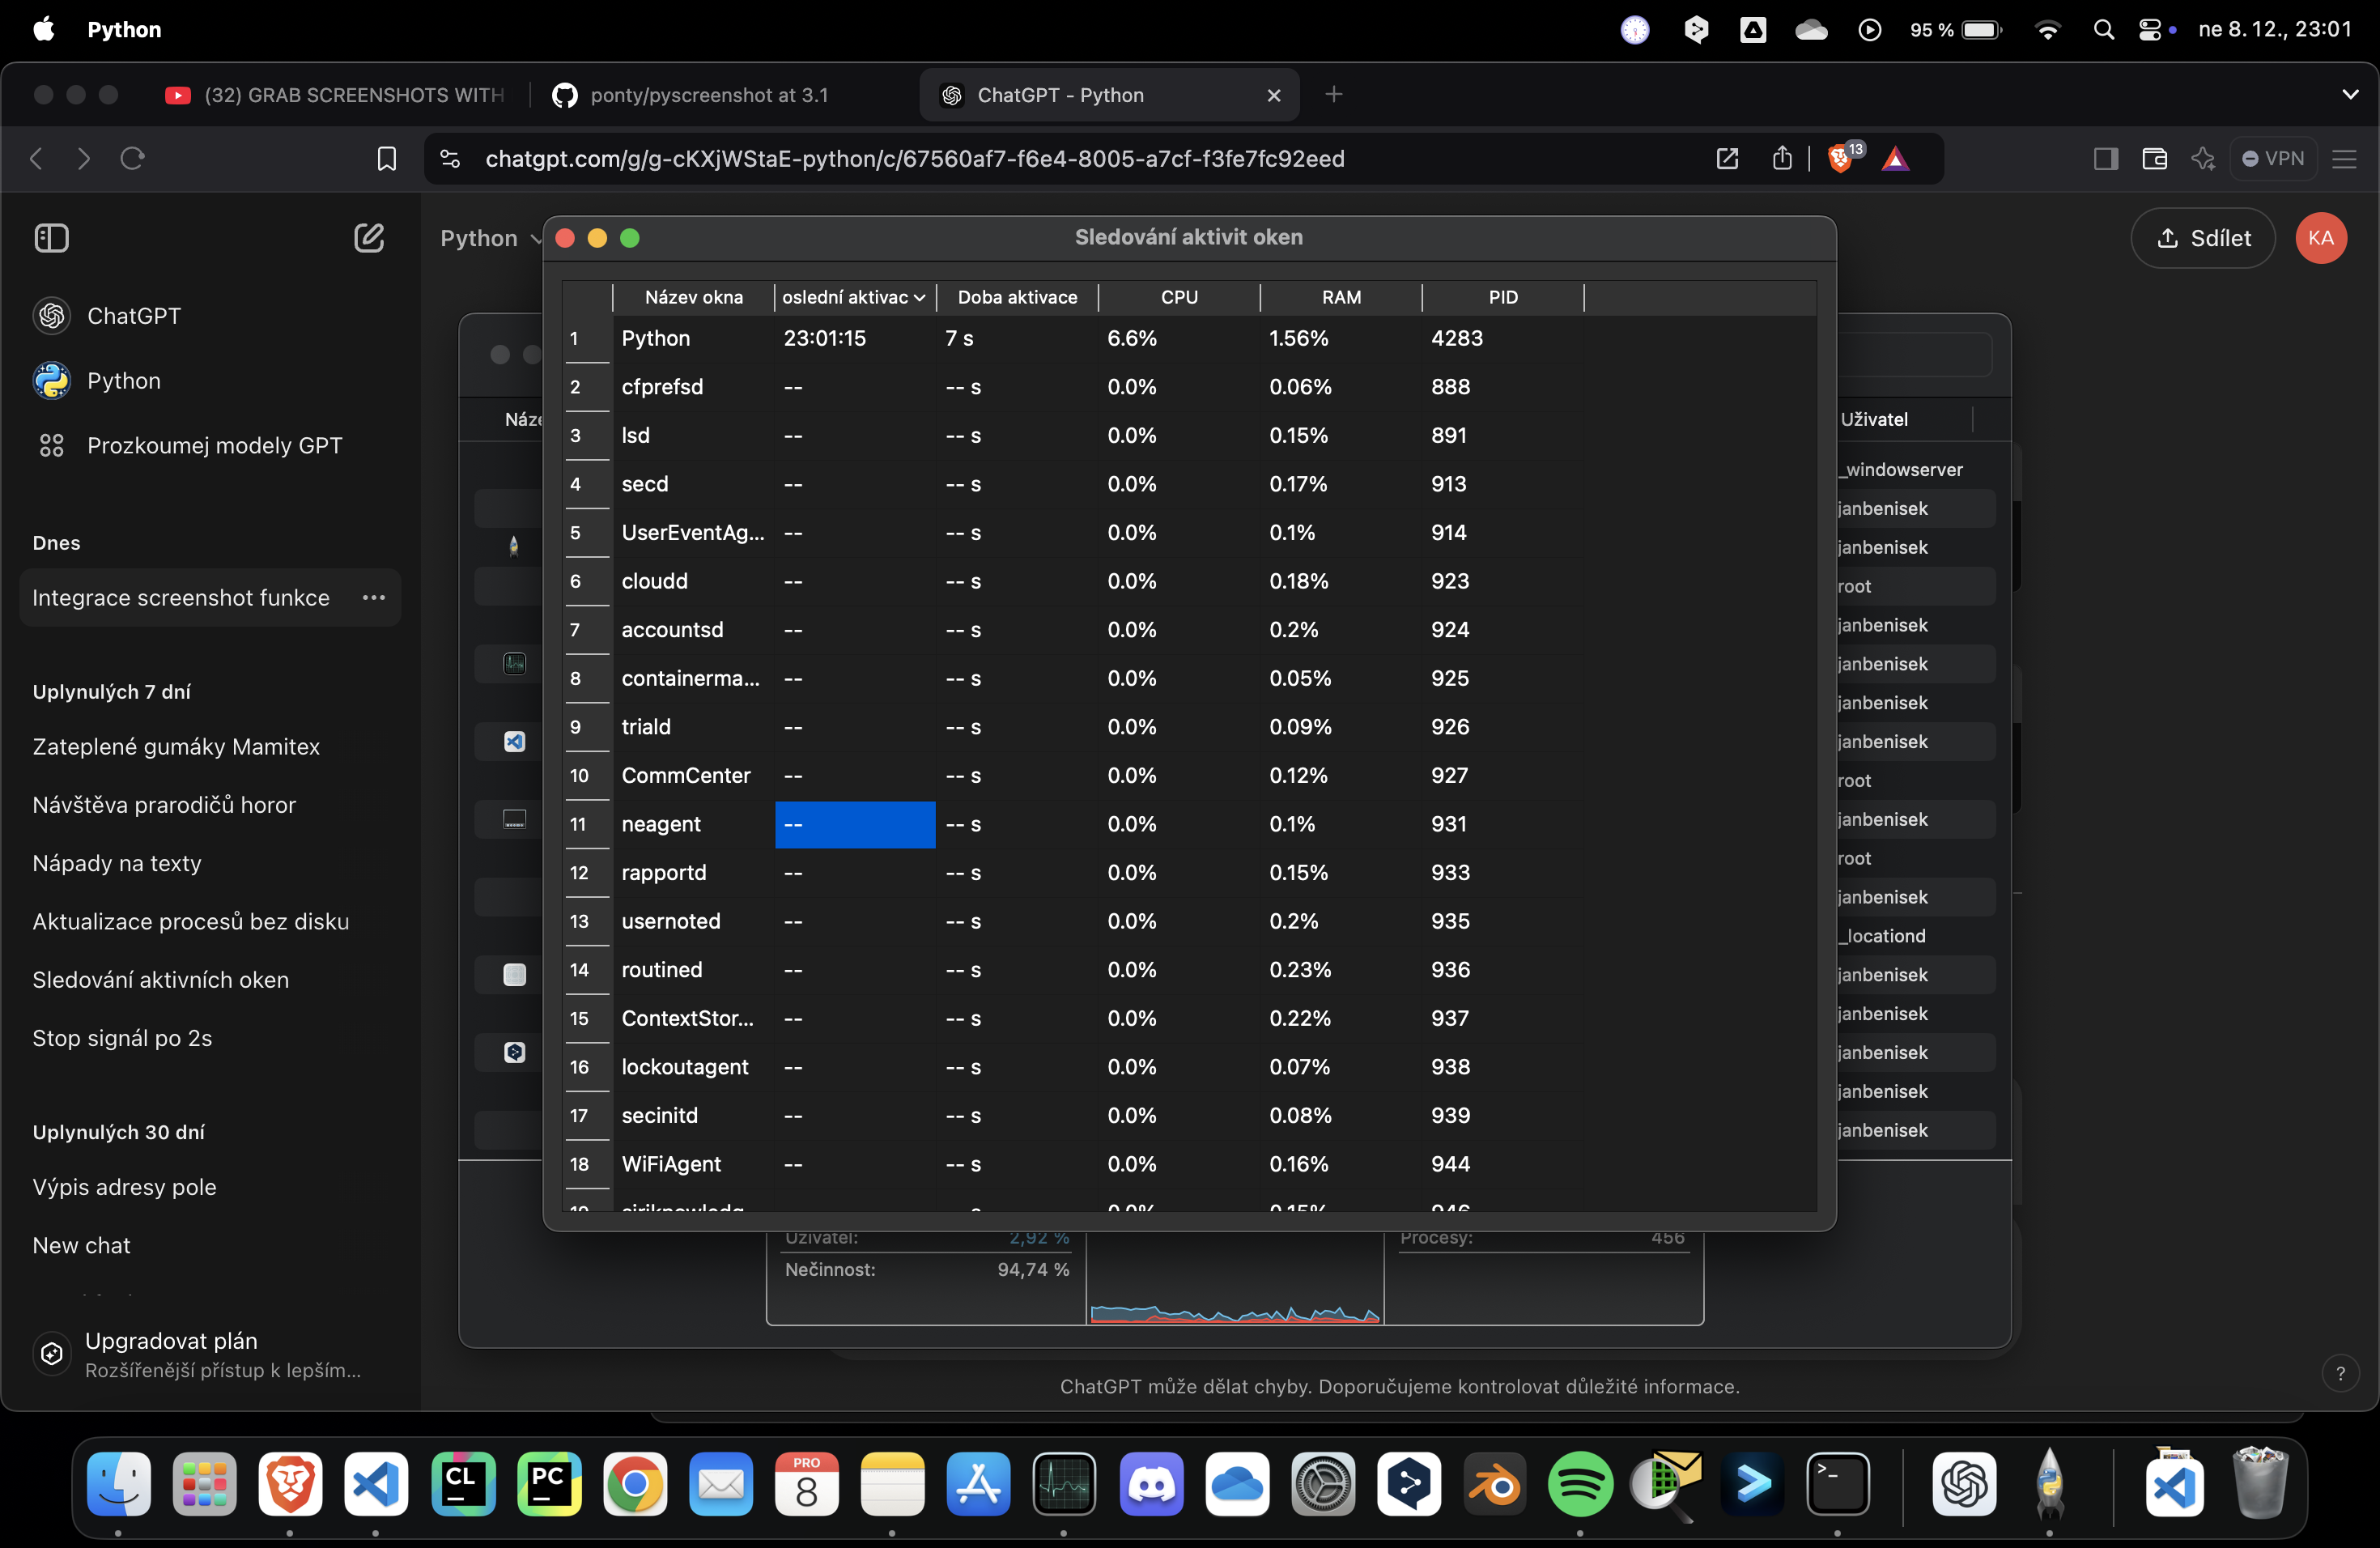 Python
95 %
ne 8. 12., 23:01
(32) GRAB SCREENSHOTS WITH
ponty/pyscreenshot at 3.1
ChatGPT - Python
chatgpt.com/g/g-cKXjWStaE-python/c/67560af7-f6e4-8005-a7cf-f3fe7fc92eed
13
VPN
Python
Sdílet
KA
ChatGPT
Python
Prozkoumej modely GPT
Dnes
Integrace screenshot funkce
Uplynulých 7 dní
Zateplené gumáky Mamitex
Návštěva prarodičů horor
Nápady na texty
Aktualizace procesů bez disku
Sledování aktivních oken
Stop signál po 2s
Uplynulých 30 dní
Výpis adresy pole
New chat
Upgradovat plán
Rozšířenější přístup k lepším...
Sledování aktivit oken
Název okna oslední aktivac Doba aktivace CPU RAM PID
1 Python 23:01:15 7 s 6.6% 1.56% 4283
2 cfprefsd -- -- s 0.0% 0.06% 888
3 lsd -- -- s 0.0% 0.15% 891
4 secd -- -- s 0.0% 0.17% 913
5 UserEventAg... -- -- s 0.0% 0.1% 914
6 cloudd -- -- s 0.0% 0.18% 923
7 accountsd -- -- s 0.0% 0.2% 924
8 containerma... -- -- s 0.0% 0.05% 925
9 triald -- -- s 0.0% 0.09% 926
10 CommCenter -- -- s 0.0% 0.12% 927
11 neagent -- -- s 0.0% 0.1% 931
12 rapportd -- -- s 0.0% 0.15% 933
13 usernoted -- -- s 0.0% 0.2% 935
14 routined -- -- s 0.0% 0.23% 936
15 ContextStor... -- -- s 0.0% 0.22% 937
16 lockoutagent -- -- s 0.0% 0.07% 938
17 secinitd -- -- s 0.0% 0.08% 939
18 WiFiAgent -- -- s 0.0% 0.16% 944
Náze
Uživatel
_windowserver
janbenisek
janbenisek
root
janbenisek
janbenisek
janbenisek
janbenisek
root
janbenisek
root
janbenisek
_locationd
janbenisek
janbenisek
janbenisek
janbenisek
janbenisek
Uživatel: 2,92 %
Nečinnost: 94,74 %
Procesy: 456
ChatGPT může dělat chyby. Doporučujeme kontrolovat důležité informace.
?
CL
PC
PRO
8
>_